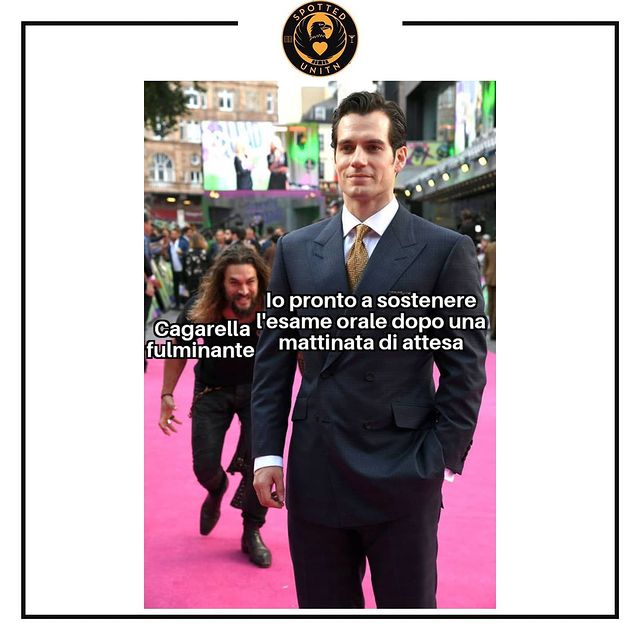 SPOTTED
UNITN
Cagarella
fulminante
Io pronto a sostenere
l'esame orale dopo una
mattinata di attesa